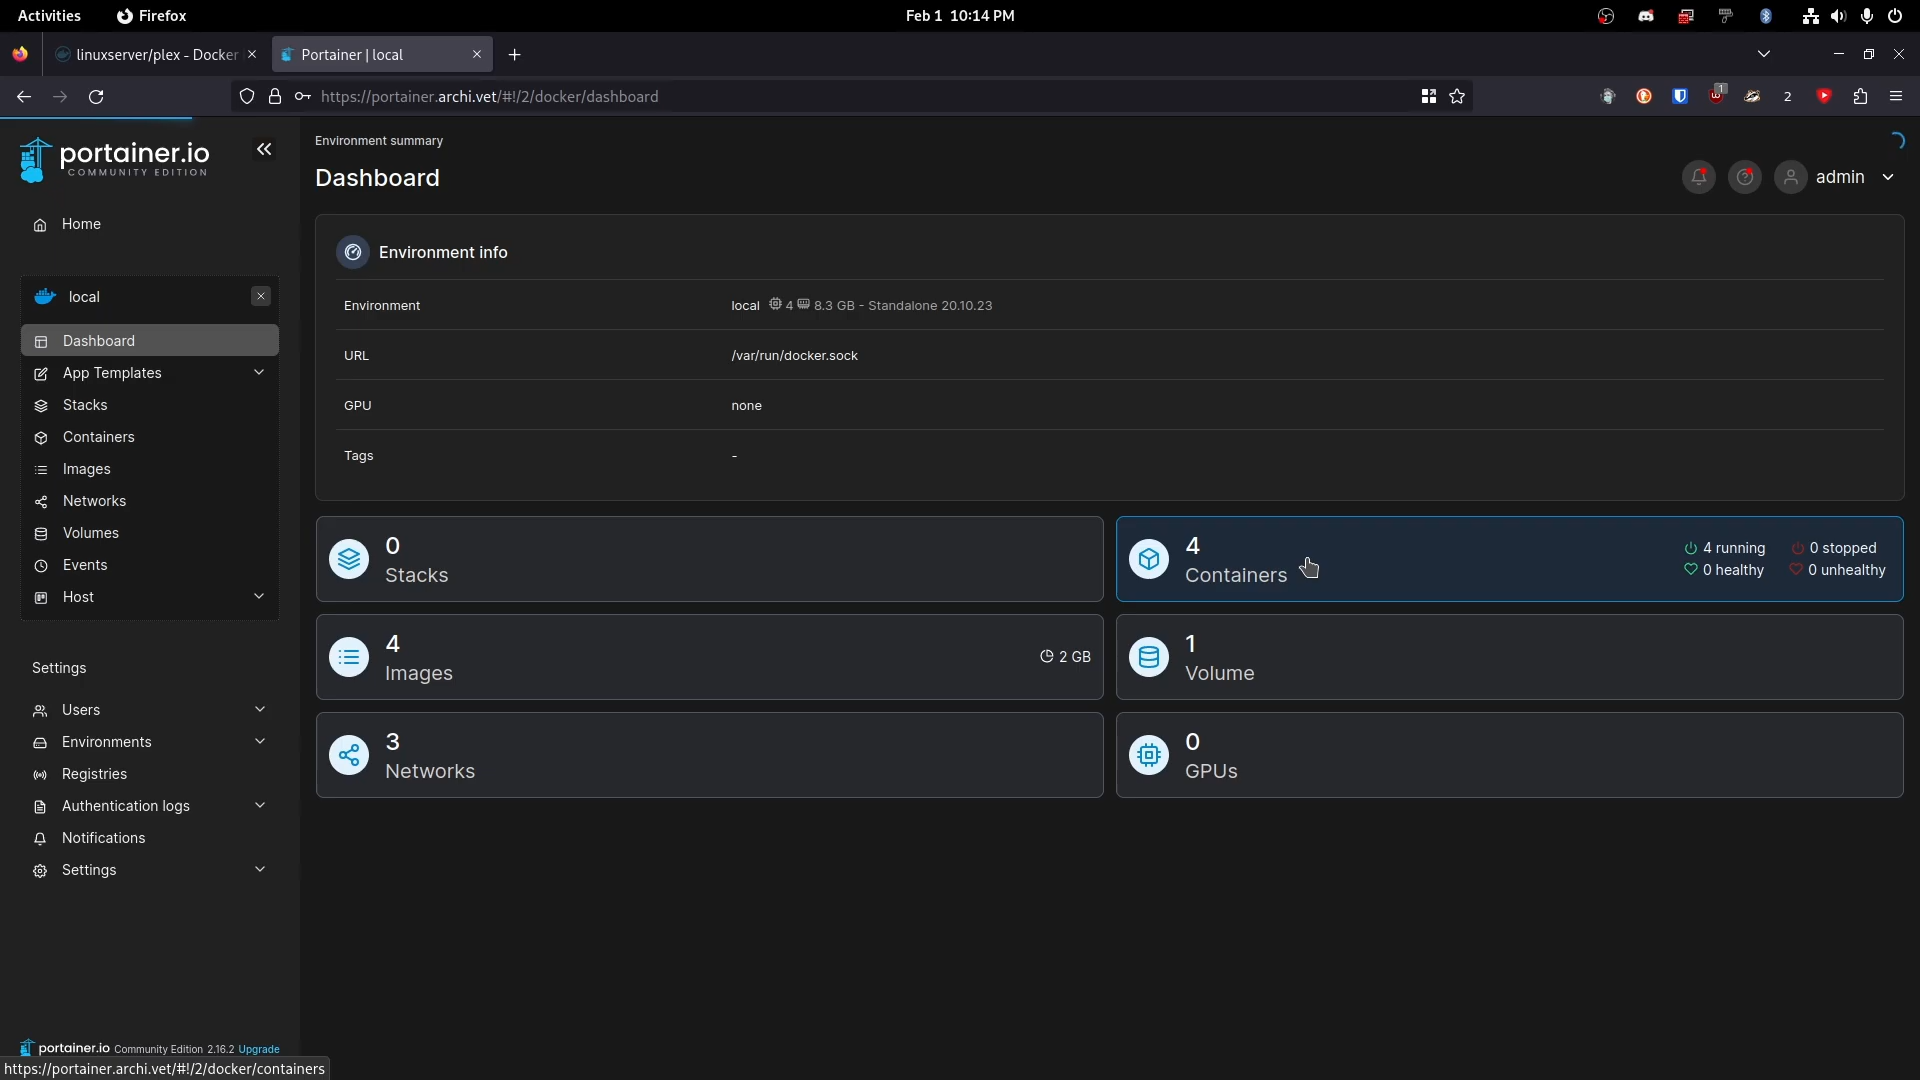 Activities
Firefox
Feb 1 10:14 PM
linuxserver/plex - Docker
Portainer | local
https://portainer.archi.vet/#!/2/docker/dashboard
1
2
portainer.io
COMMUNITY EDITION
Home
local
Dashboard
App Templates
Stacks
Containers
Images
Networks
Volumes
Events
Host
Settings
Users
Environments
Registries
Authentication logs
Notifications
Settings
portainer.io Community Edition 2.16.2 Upgrade
https://portainer.archi.vet/#!/2/docker/containers
Environment summary
Dashboard
admin
Environment info
Environment local 4 8.3 GB - Standalone 20.10.23
URL /var/run/docker.sock
GPU none
Tags -
0
Stacks
4
Containers
4 running 0 stopped
0 healthy 0 unhealthy
4
Images
2 GB
1
Volume
3
Networks
0
GPUs